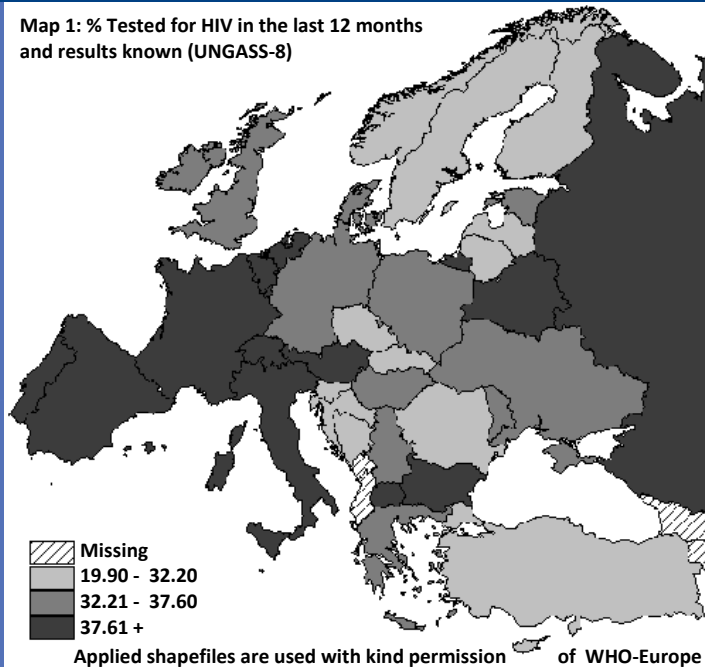 Map 1: % Tested for HIV in the last 12 months
and results known (UNGASS-8)
Missing
19.90 - 32.20
32.21 - 37.60
37.61 +
Applied shapefiles are used with kind permission of WHO-Europe